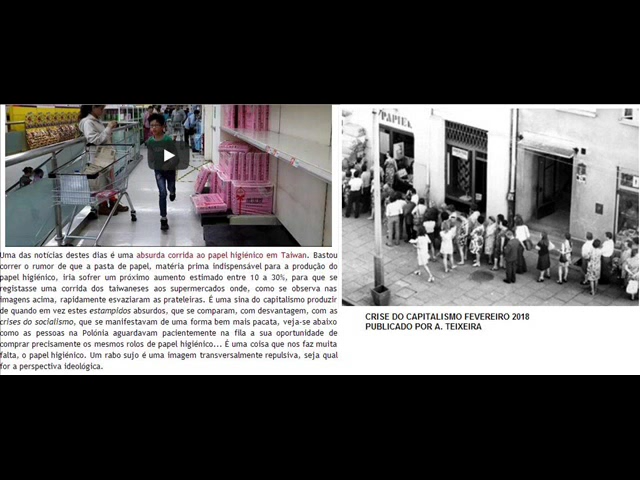 Uma das notícias destes dias é uma absurda corrida ao papel higiénico em Taiwan. Bastou
correr o rumor de que a pasta de papel, matéria prima indispensável para a produção do
papel higiénico, iria sofrer um próximo aumento estimado entre 10 a 30%, para que se
registasse uma corrida dos taiwaneses aos supermercados onde, como se observa nas
imagens acima, rapidamente esvaziaram as prateleiras. É uma sina do capitalismo produzir
de quando em vez estes estampidos absurdos, que se comparam, com desvantagem, com as
crises do socialismo, que se manifestavam de uma forma bem mais pacata, veja-se abaixo
como as pessoas na Polónia aguardavam pacientemente na fila a sua oportunidade de
comprar precisamente os mesmos rolos de papel higiénico... É uma coisa que nos faz muita
falta, o papel higiénico. Um rabo sujo é uma imagem transversalmente repulsiva, seja qual
for a perspectiva ideológica.
PAPIE
CRISE DO CAPITALISMO FEVEREIRO 2018
PUBLICADO POR A. TEIXEIRA